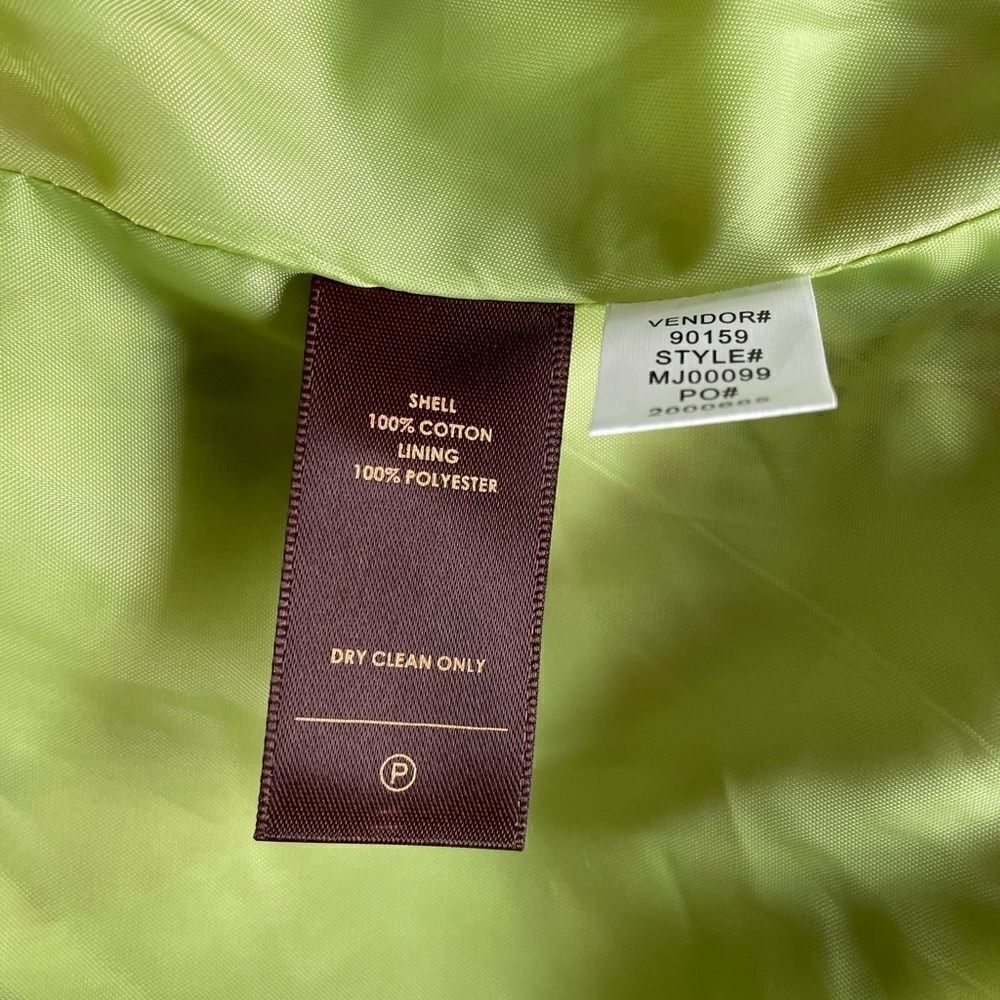 SHELL
100% COTTON
LINING
100% POLYESTER
DRY CLEAN ONLY
P
VENDOR#
90159
STYLE#
MJ00099
PO#